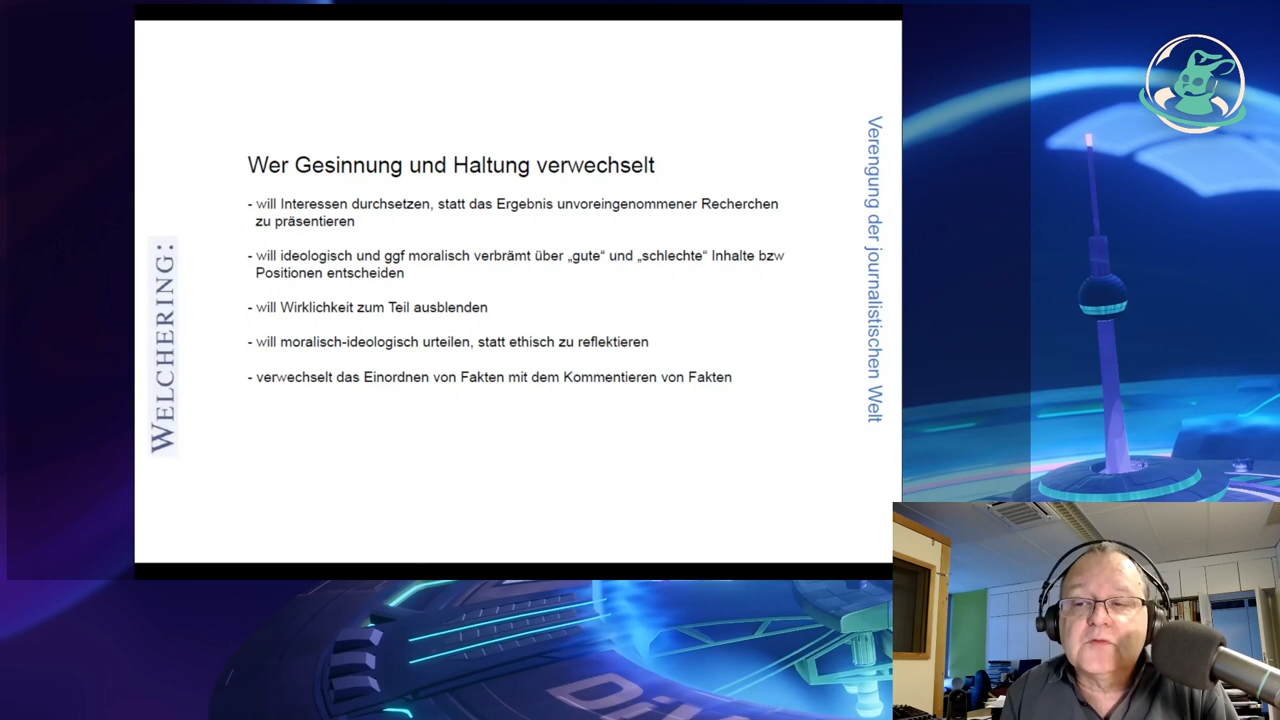 Wer Gesinnung und Haltung verwechselt
- will Interessen durchsetzen, statt das Ergebnis unvoreingenommener Recherchen
zu präsentieren
- will ideologisch und ggf moralisch verbrämt über „gute“ und „schlechte“ Inhalte bzw
Positionen entscheiden
- will Wirklichkeit zum Teil ausblenden
- will moralisch-ideologisch urteilen, statt ethisch zu reflektieren
- verwechselt das Einordnen von Fakten mit dem Kommentieren von Fakten
WELCHERING:
Verengung der journalistischen Welt